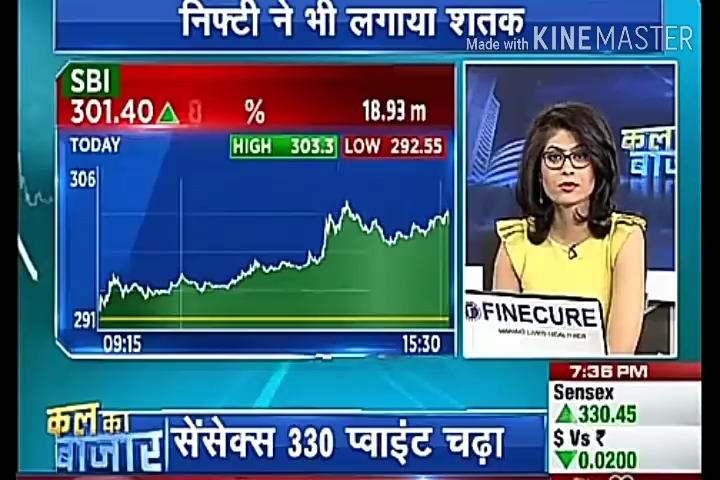 निफ्टी ने भी लगाया शतक
Made with KINEMASTER
SBI
301.40 % 18.93 m
TODAY HIGH 303.3 LOW 292.55
306
291
09:15 15:30
कल का
FINECURE
7:36 PM
Sensex
330.45
$ Vs ₹
0.0200
कल का
बाजार
सेंसेक्स 330 प्वाइंट चढ़ा